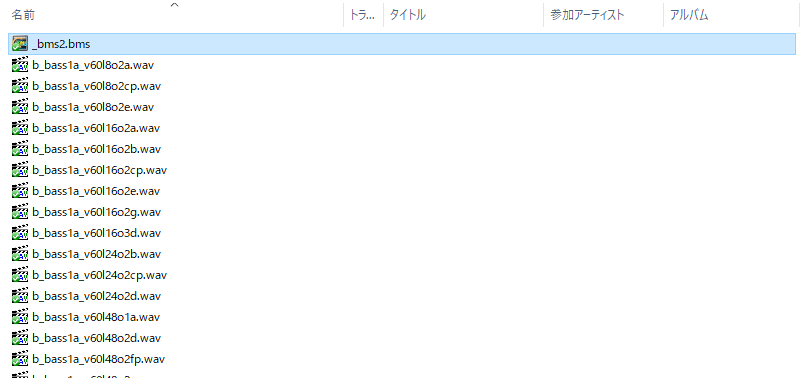 名前 トラ... タイトル 参加アーティスト アルバム
_bms2.bms
b_bass1a_v60l8o2a.wav
b_bass1a_v60l8o2cp.wav
b_bass1a_v60l8o2e.wav
b_bass1a_v60l16o2a.wav
b_bass1a_v60l16o2b.wav
b_bass1a_v60l16o2cp.wav
b_bass1a_v60l16o2e.wav
b_bass1a_v60l16o2g.wav
b_bass1a_v60l16o3d.wav
b_bass1a_v60l24o2b.wav
b_bass1a_v60l24o2cp.wav
b_bass1a_v60l24o2d.wav
b_bass1a_v60l48o1a.wav
b_bass1a_v60l48o2d.wav
b_bass1a_v60l48o2fp.wav